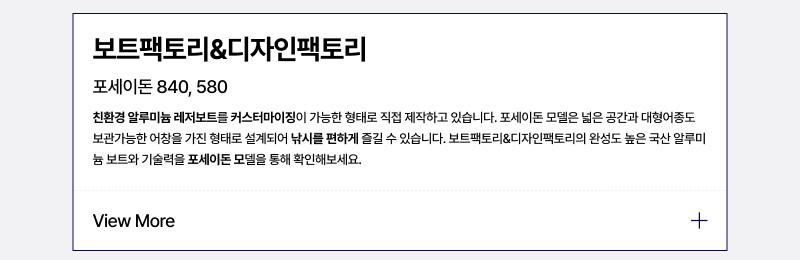 보트팩토리&디자인팩토리
포세이돈 840, 580
친환경 알루미늄 레저보트를 커스터마이징이 가능한 형태로 직접 제작하고 있습니다. 포세이돈 모델은 넓은 공간과 대형어종도
보관가능한 어창을 가진 형태로 설계되어 낚시를 편하게 즐길 수 있습니다. 보트팩토리&디자인팩토리의 완성도 높은 국산 알루미
늄 보트와 기술력을 포세이돈 모델을 통해 확인해보세요.
View More